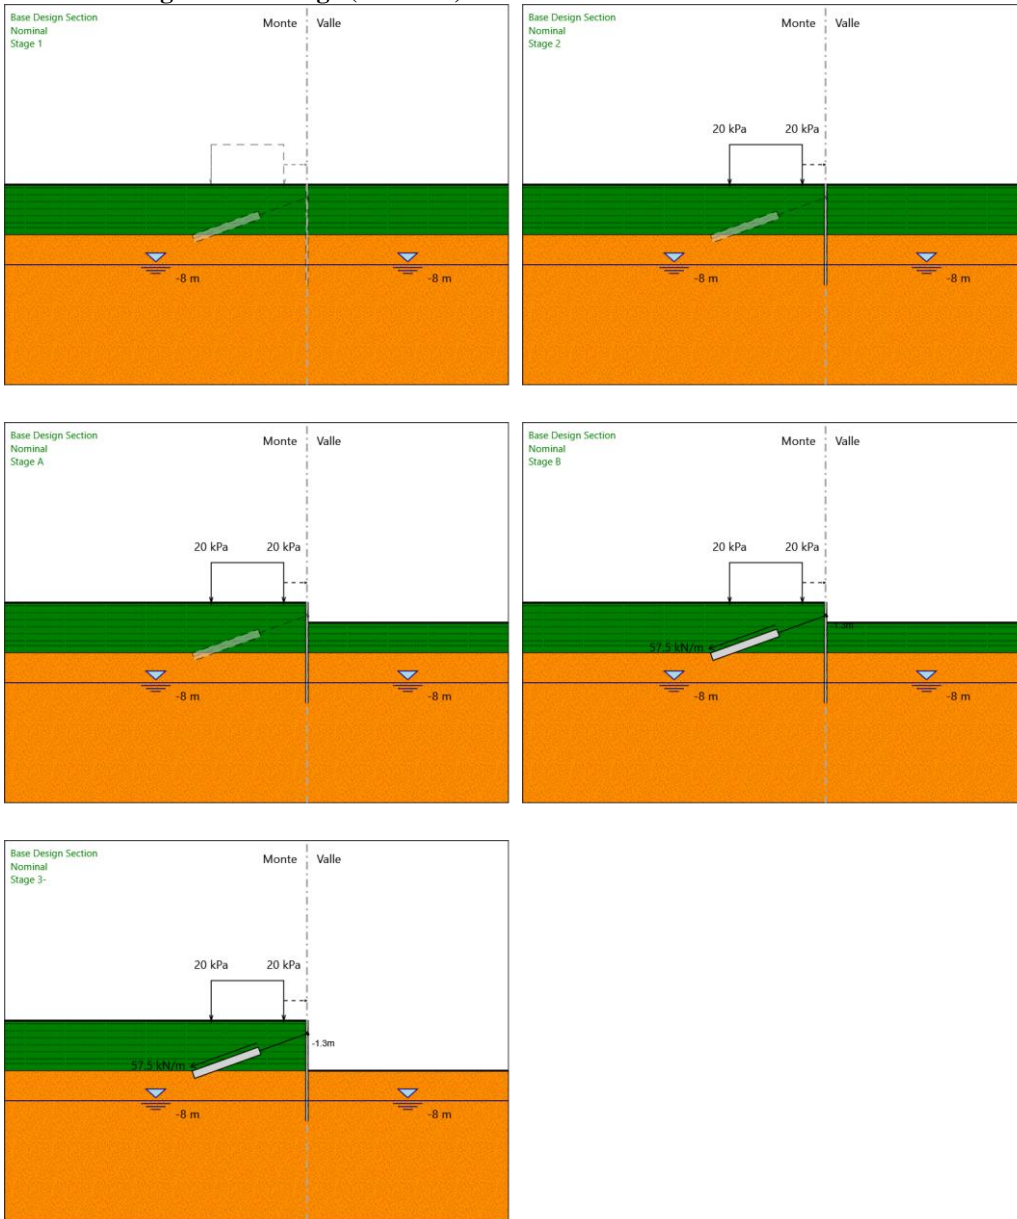 Base Design Section
Nominal
Stage 1
Monte
Valle
-8 m
-8 m
Base Design Section
Nominal
Stage 2
Monte
Valle
20 kPa
20 kPa
-8 m
-8 m
Base Design Section
Nominal
Stage A
Monte
Valle
20 kPa
20 kPa
-8 m
-8 m
Base Design Section
Nominal
Stage B
Monte
Valle
20 kPa
20 kPa
-1.3m
57.5 kN/m
-8 m
-8 m
Base Design Section
Nominal
Stage 3-
Monte
Valle
20 kPa
20 kPa
-1.3m
57.5 kN/m
-8 m
-8 m